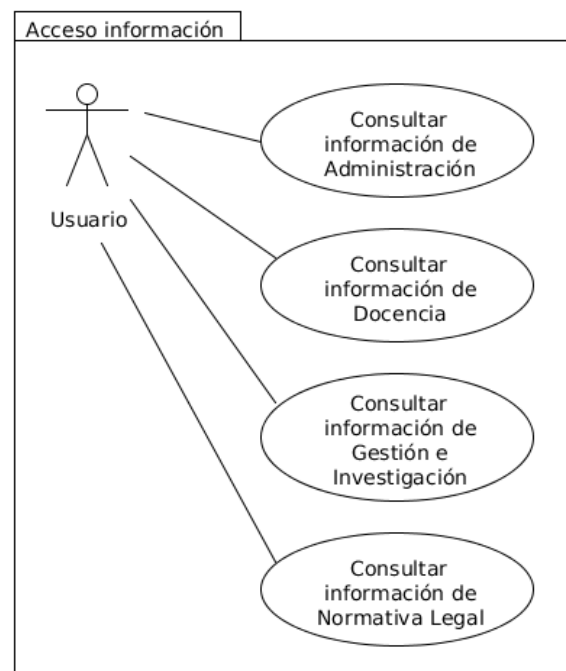 Acceso información
Consultar
información de
Administración
Usuario
Consultar
información de
Docencia
Consultar
información de
Gestión e
Investigación
Consultar
información de
Normativa Legal